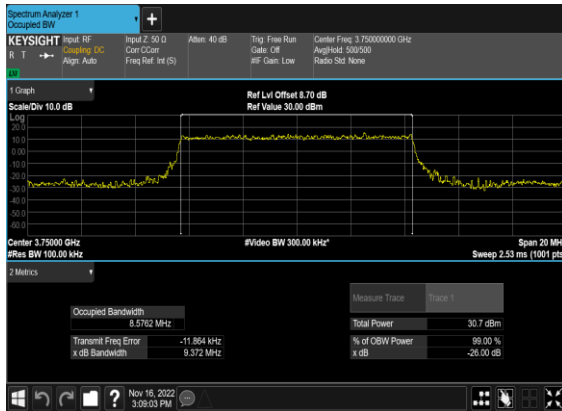 Spectrum Analyzer 1
Occupied BW
+
KEYSIGHT Input: RF Input Z: 50 Ω Atten: 40 dB Trig: Free Run Center Freq: 3.750000000 GHz
R T Coupling: DC Corr CCorr Gate: Off Avg|Hold: 500/500
Align: Auto Freq Ref: Int (S) #IF Gain: Low Radio Std: None
LXI
1 Graph
Ref Lvl Offset 8.70 dB
Scale/Div 10.0 dB Ref Value 30.00 dBm
Log
20.0
10.0
0.00
-10.0
-20.0
-30.0
-40.0
-50.0
-60.0
Center 3.75000 GHz #Video BW 300.00 kHz* Span 20 MH
#Res BW 100.00 kHz Sweep 2.53 ms (1001 pts
2 Metrics
Measure Trace Trace 1
Occupied Bandwidth
8.5762 MHz Total Power 30.7 dBm
Transmit Freq Error -11.864 kHz % of OBW Power 99.00 %
x dB Bandwidth 9.372 MHz x dB -26.00 dB
? Nov 16, 2022
3:09:03 PM